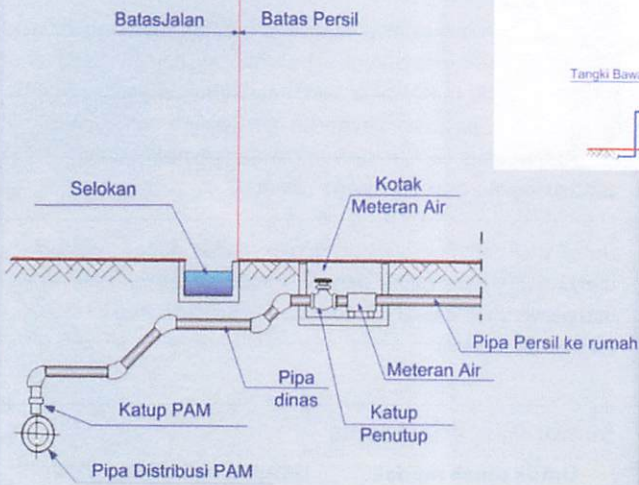 BatasJalan
Batas Persil
Selokan
Kotak
Meteran Air
Pipa Persil ke rumah
Meteran Air
Pipa
dinas
Katup
Penutup
Katup PAM
Pipa Distribusi PAM
Tangki